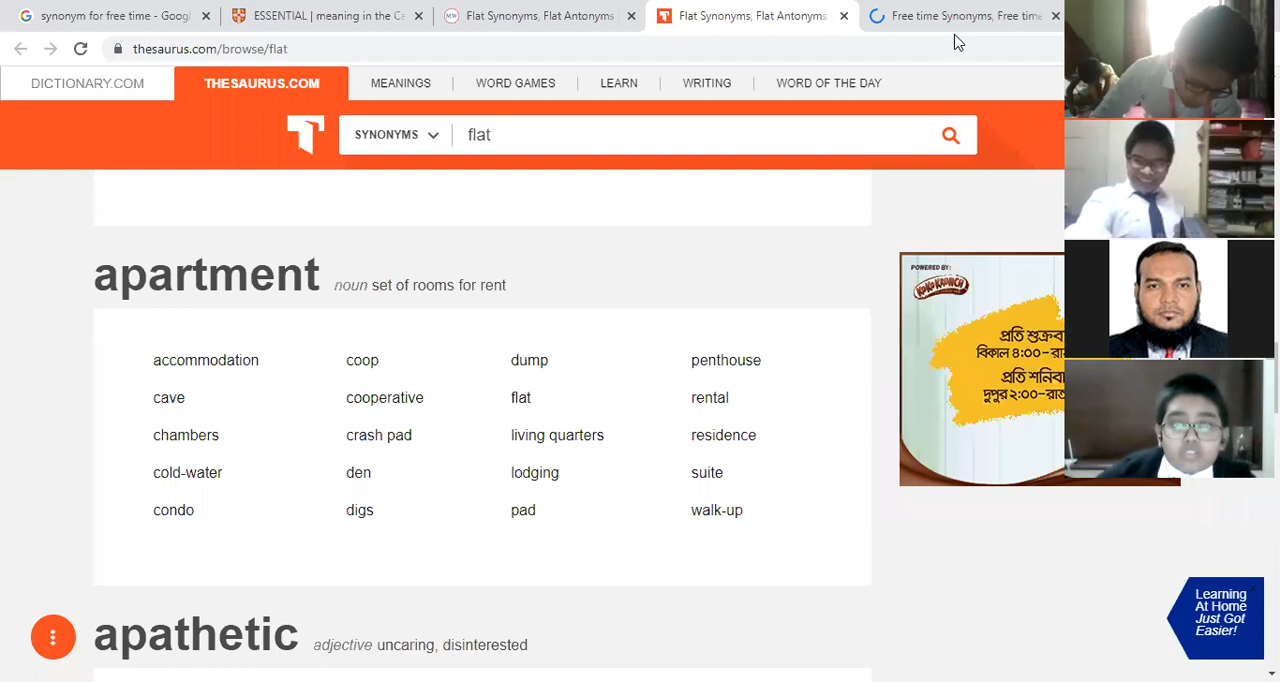 synonym for free time - Googl
ESSENTIAL | meaning in the Ca
MW
Flat Synonyms, Flat Antonyms
Flat Synonyms, Flat Antonyms
Free time Synonyms, Free time
thesaurus.com/browse/flat
DICTIONARY.COM
THESAURUS.COM
MEANINGS
WORD GAMES
LEARN
WRITING
WORD OF THE DAY
SYNONYMS
flat
apartment noun set of rooms for rent
accommodation coop dump penthouse
cave cooperative flat rental
chambers crash pad living quarters residence
cold-water den lodging suite
condo digs pad walk-up
apathetic adjective uncaring, disinterested
POWERED BY:
KOKO KRUNCH
প্রতি শুক্রবা
বিকাল ৪:০০-রা
প্রতি শনিবা
দুপুর ২:০০-রাত
Learning
At Home
Just Got
Easier!